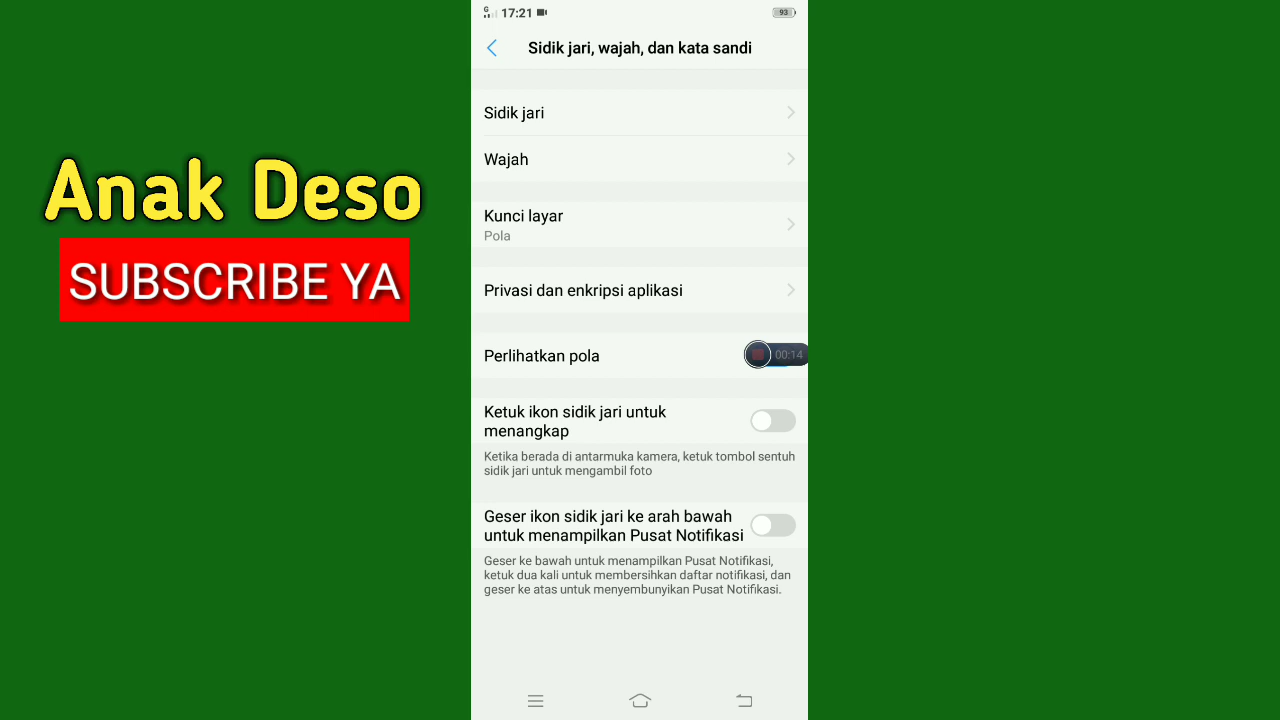 G
17:21
93
Sidik jari, wajah, dan kata sandi
Anak Deso
SUBSCRIBE YA
Sidik jari
Wajah
Kunci layar
Pola
Privasi dan enkripsi aplikasi
Perlihatkan pola
00:14
Ketuk ikon sidik jari untuk
menangkap
Ketika berada di antarmuka kamera, ketuk tombol sentuh
sidik jari untuk mengambil foto
Geser ikon sidik jari ke arah bawah
untuk menampilkan Pusat Notifikasi
Geser ke bawah untuk menampilkan Pusat Notifikasi,
ketuk dua kali untuk membersihkan daftar notifikasi, dan
geser ke atas untuk menyembunyikan Pusat Notifikasi.